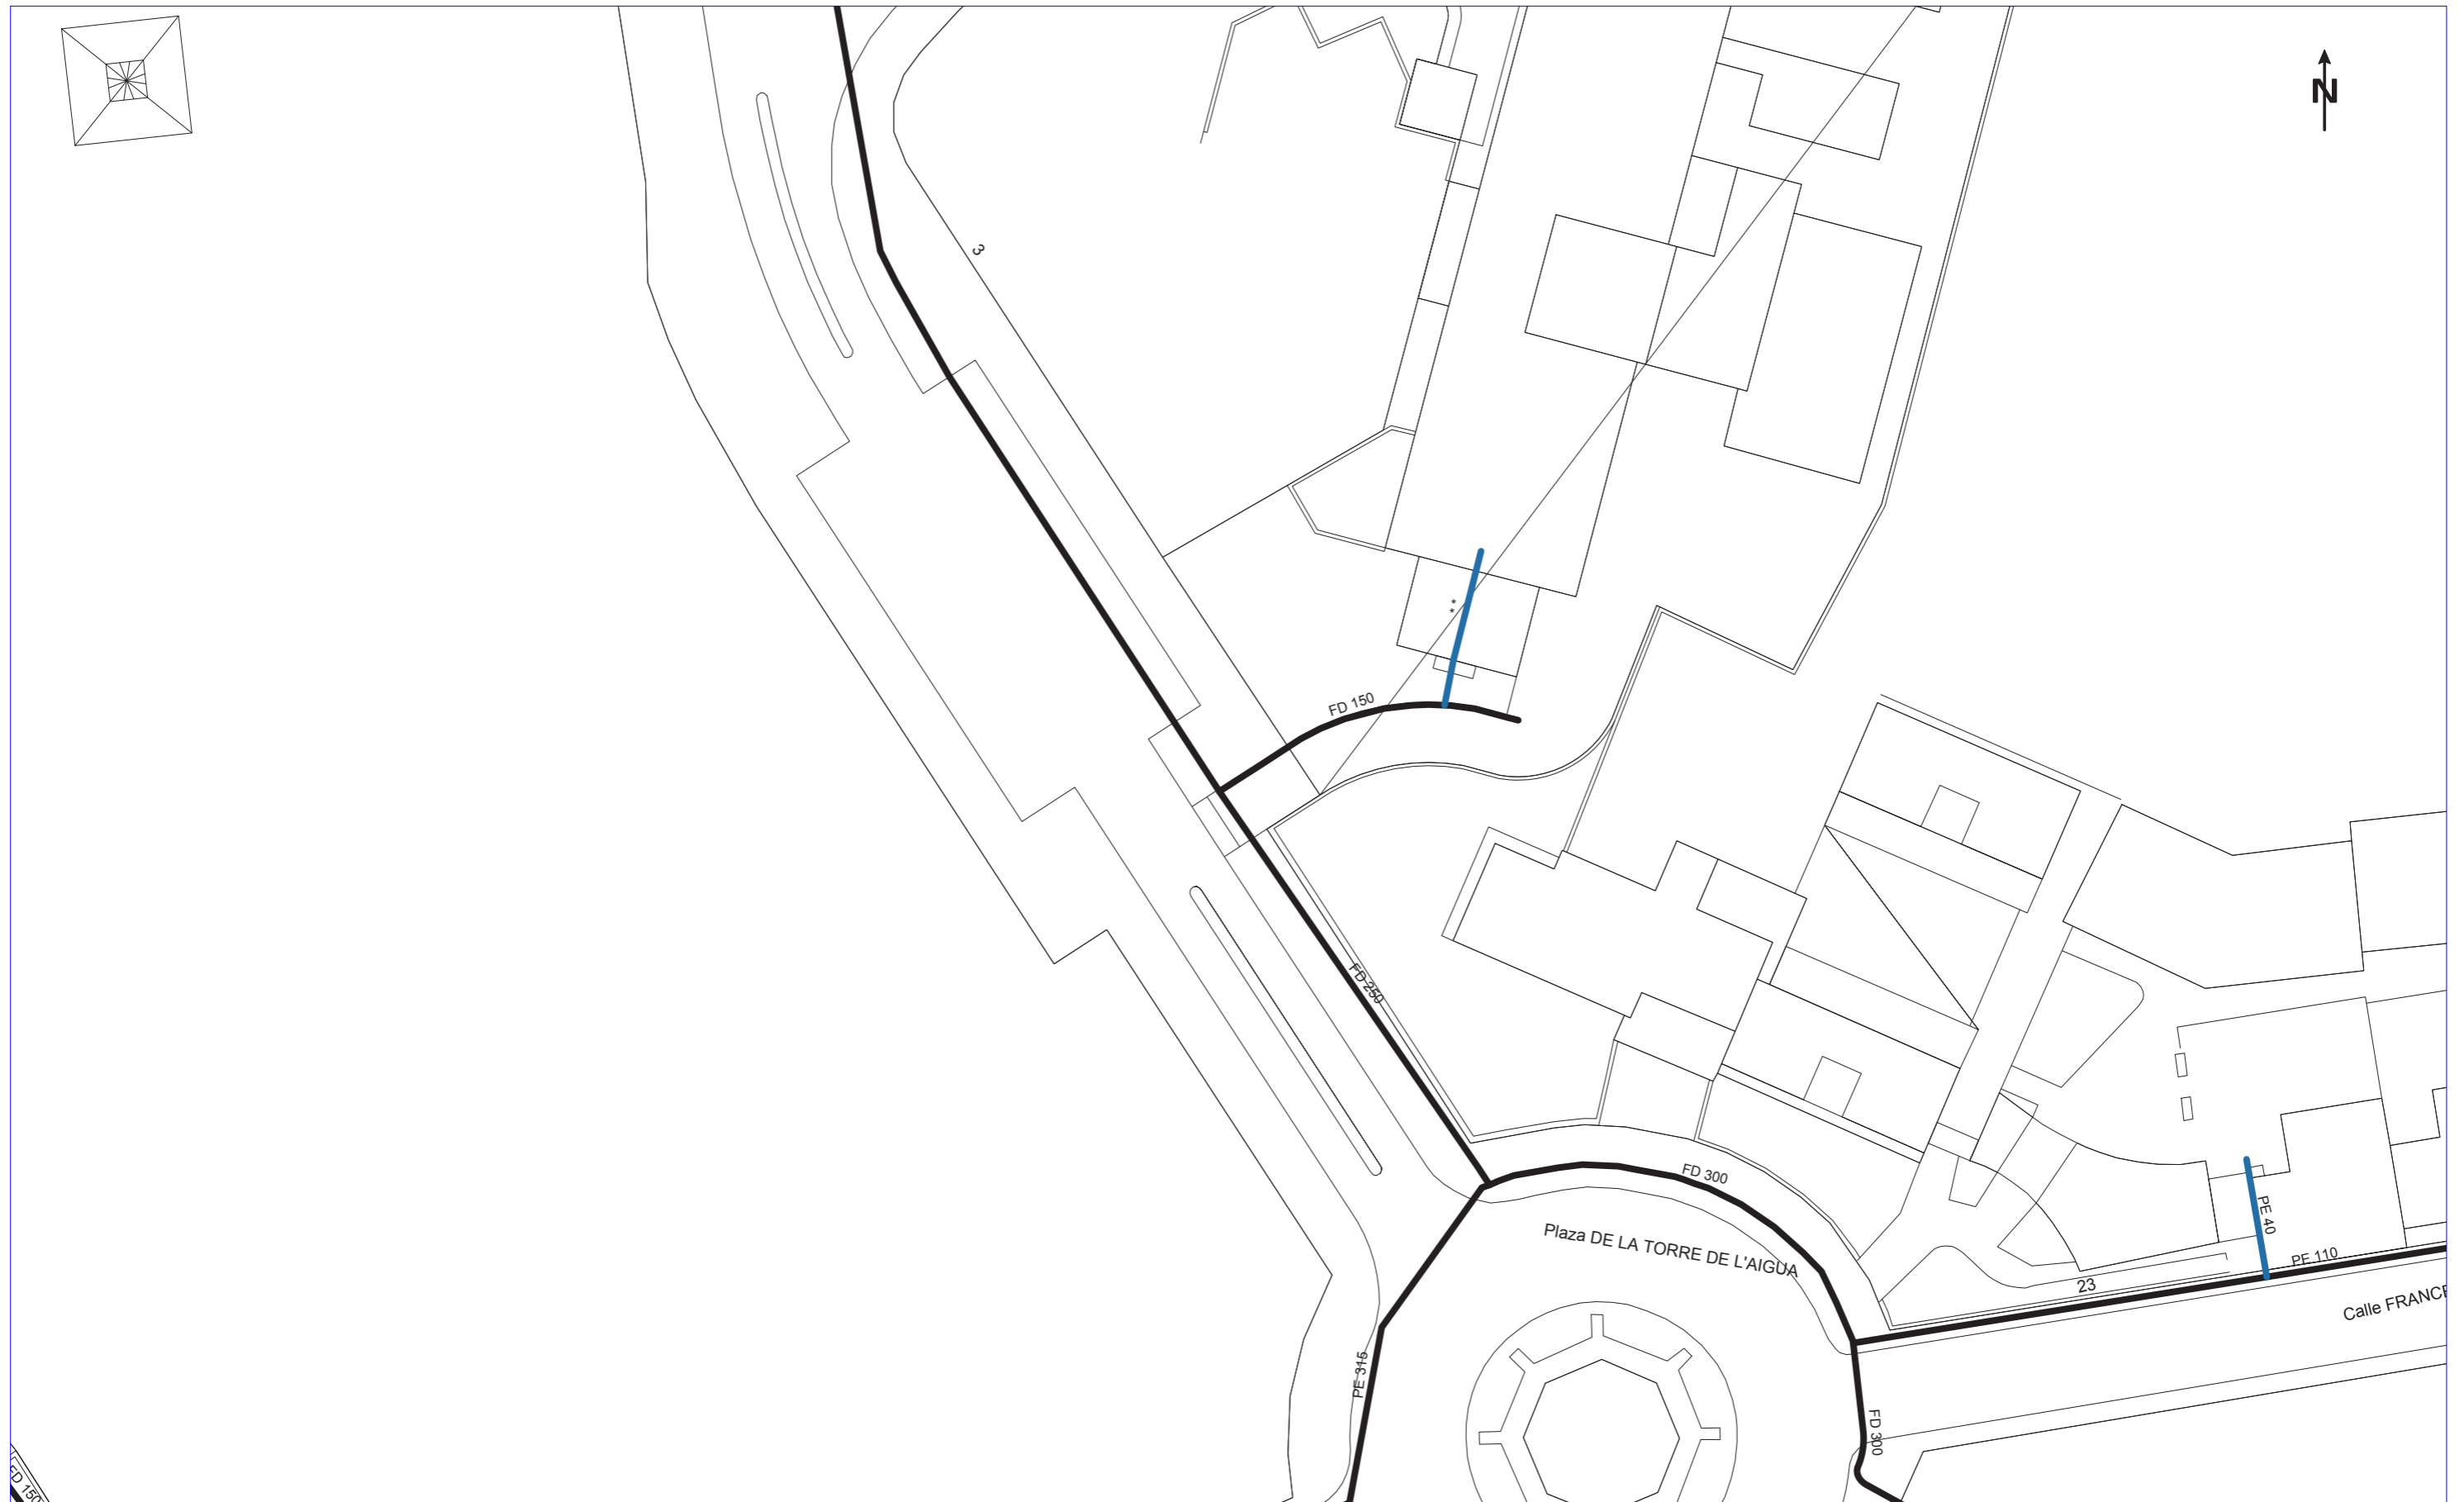 N
3
**
FD 150
FD 250
FD 300
PE 40
Plaza DE LA TORRE DE L'AIGUA
PE 110
23
Calle FRANCE
PE 315
FD 300
FD 150